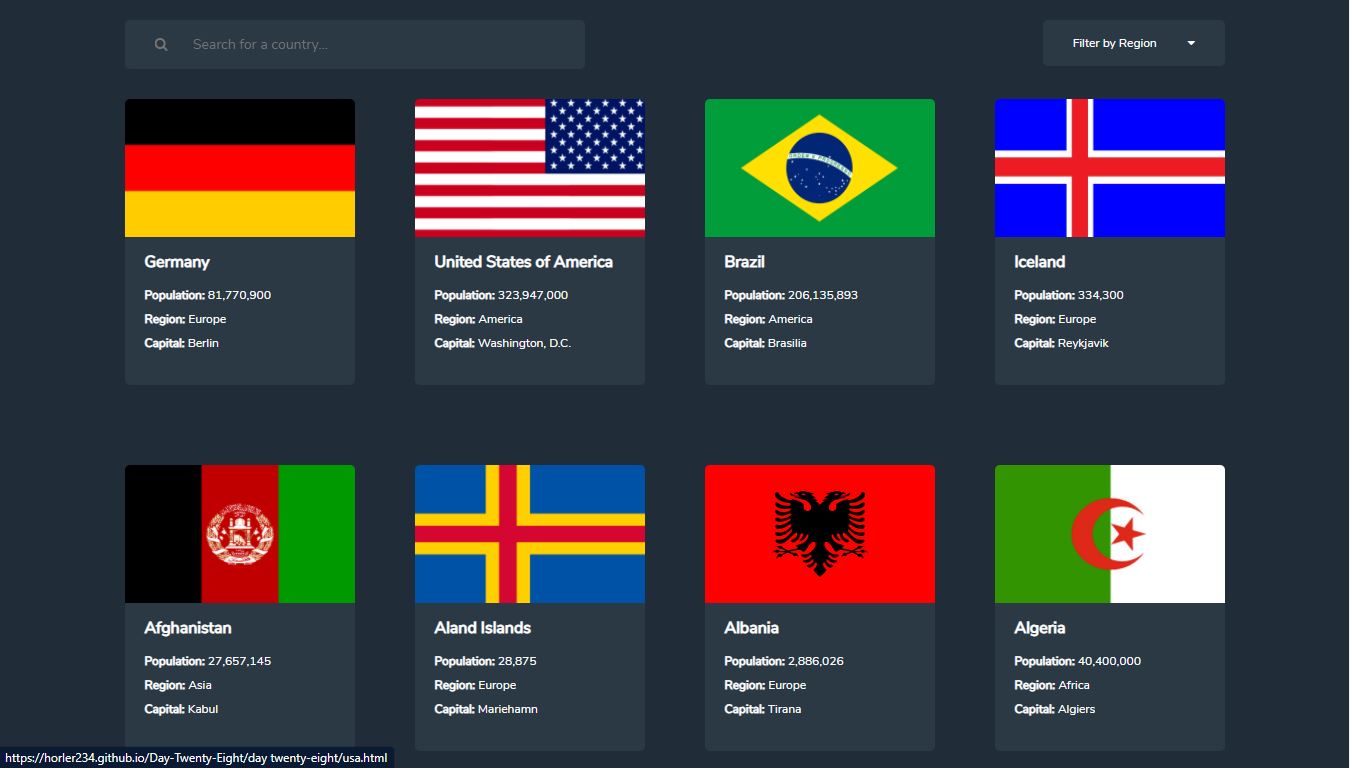 Search for a country...
Filter by Region
Germany
Population: 81,770,900
Region: Europe
Capital: Berlin
United States of America
Population: 323,947,000
Region: America
Capital: Washington, D.C.
Brazil
Population: 206,135,893
Region: America
Capital: Brasilia
Iceland
Population: 334,300
Region: Europe
Capital: Reykjavik
Afghanistan
Population: 27,657,145
Region: Asia
Capital: Kabul
Aland Islands
Population: 28,875
Region: Europe
Capital: Mariehamn
Albania
Population: 2,886,026
Region: Europe
Capital: Tirana
Algeria
Population: 40,400,000
Region: Africa
Capital: Algiers
https://horler234.github.io/Day-Twenty-Eight/day twenty-eight/usa.html